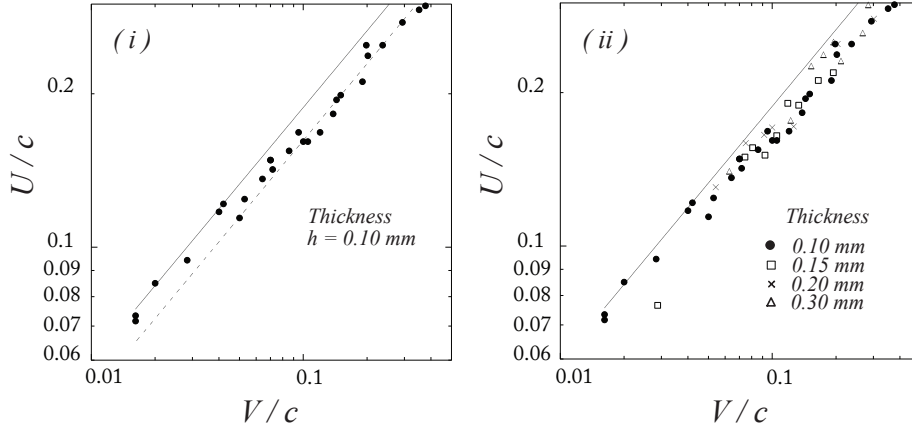 (i)
U/c
0.2
0.1
0.09
0.08
0.07
0.06
0.01
0.1
V/c
Thickness
h = 0.10 mm
(ii)
U/c
0.2
0.1
0.09
0.08
0.07
0.06
0.01
0.1
V/c
Thickness
0.10 mm
0.15 mm
0.20 mm
0.30 mm